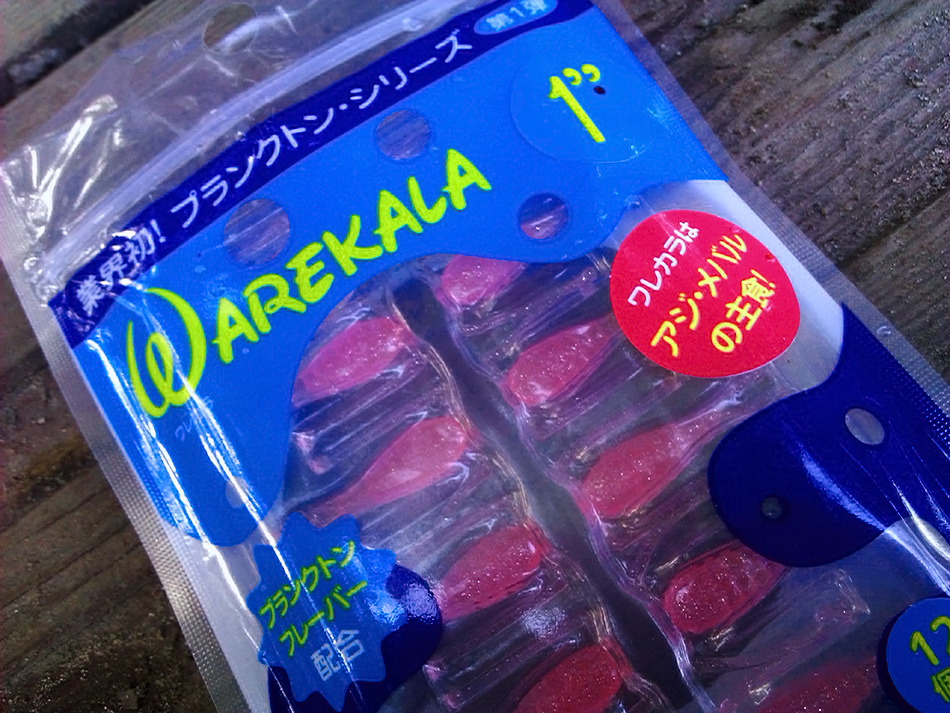 業界初! プランクトン・シリーズ
第1弾
1"
WAREKALA
ワレカラ
ワレカラは
アジ・メバル
の主食!
プランクトン
フレーバー
配合
12
個